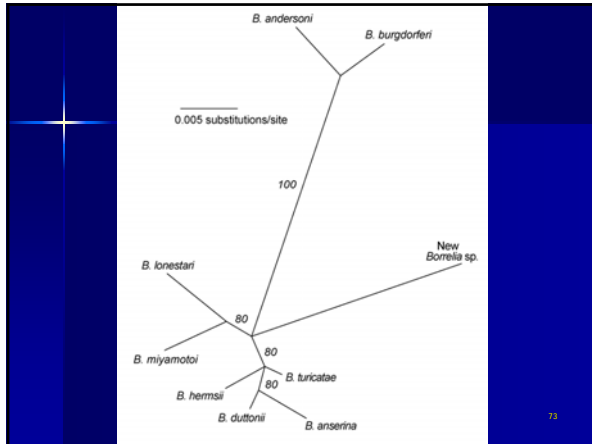 B. andersoni
B. burgdorferi
0.005 substitutions/site
100
New
Borrelia sp.
B. lonestari
80
B. miyamotoi
80
B. turicatae
80
B. hermsii
B. duttonii
B. anserina
73